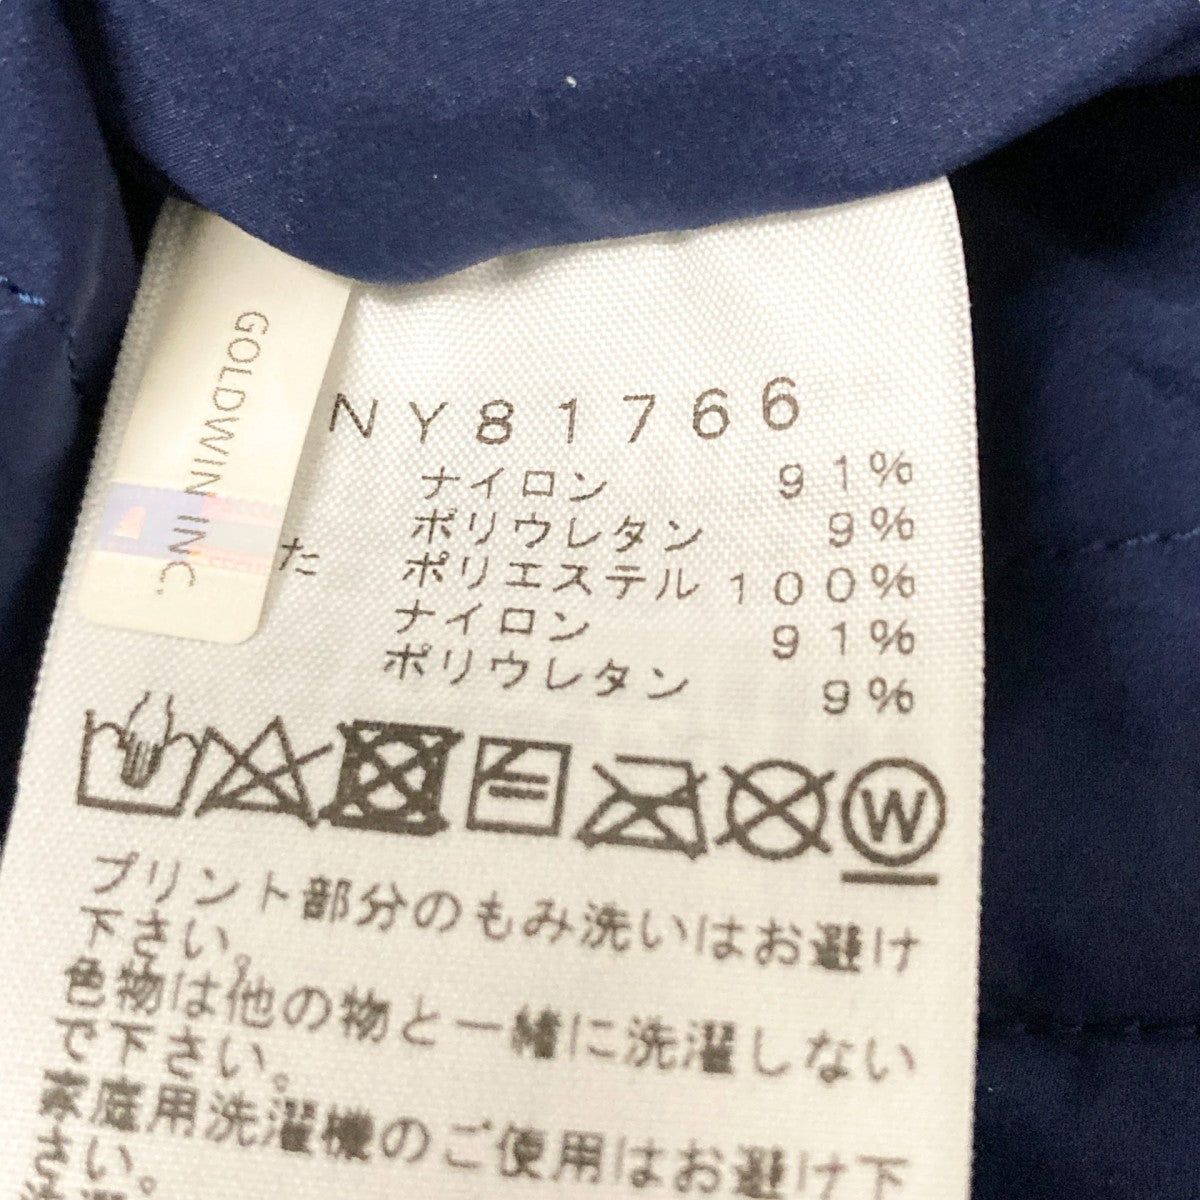 GOLDWIN INC.
NY81766
ナイロン 91%
ポリウレタン 9%
た ポリエステル 100%
ナイロン 91%
ポリウレタン 9%
W
プリント部分のもみ洗いはお避け
下さい。
色物は他の物と一緒に洗濯しない
で下さい。
家庭用洗濯機のご使用はお避け下
さい。